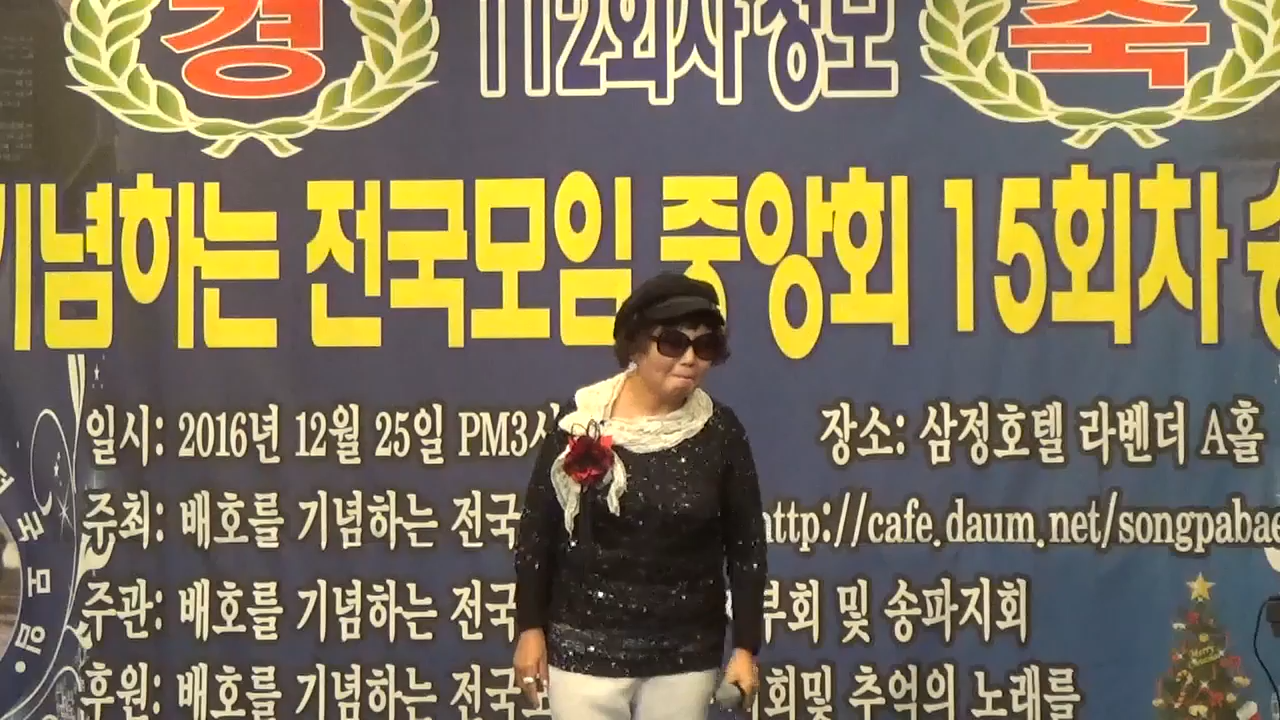 경 112회차 정모 축
기념하는 전국모임 중앙회 15회차
일시: 2016년 12월 25일 PM3시 장소: 삼정호텔 라벤더 A홀
주최: 배호를 기념하는 전국 http://cafe.daum.net/songpabae
주관: 배호를 기념하는 전국 부회 및 송파지회
후원: 배호를 기념하는 전국모 회및 추억의 노래를
국모임
Merry